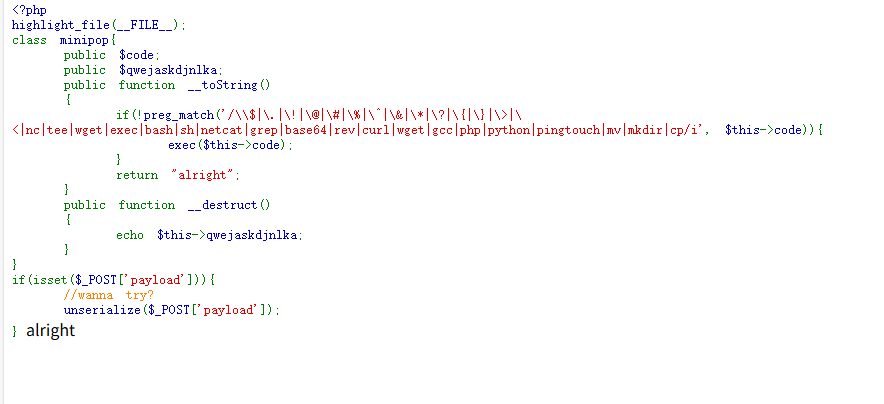 <?php
highlight_file(__FILE__);
class minipop{
public $code;
public $qwejaskdjnlka;
public function __toString()
{
if(!preg_match('/\\$|\.|\!|\@|\#|\%|\^|\&|\*|\?|\{|\}|\>|\
<|nc|tee|wget|exec|bash|sh|netcat|grep|base64|rev|curl|wget|gcc|php|python|pingtouch|mv|mkdir|cp/i', $this->code)){
exec($this->code);
}
return "alright";
}
public function __destruct()
{
echo $this->qwejaskdjnlka;
}
}
if(isset($_POST['payload'])){
//wanna try?
unserialize($_POST['payload']);
} alright